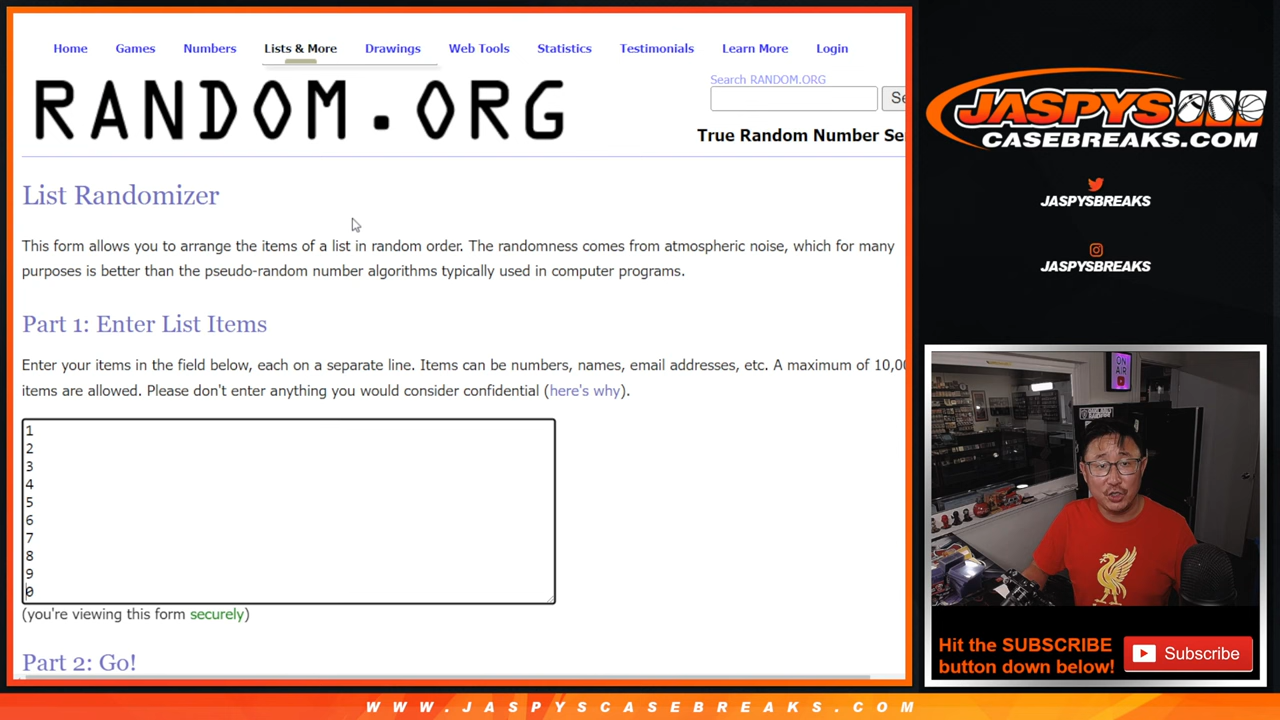 Home Games Numbers Lists & More Drawings Web Tools Statistics Testimonials Learn More Login
RANDOM.ORG
Search RANDOM.ORG
Se
True Random Number Se
List Randomizer
This form allows you to arrange the items of a list in random order. The randomness comes from atmospheric noise, which for many
purposes is better than the pseudo-random number algorithms typically used in computer programs.
Part 1: Enter List Items
Enter your items in the field below, each on a separate line. Items can be numbers, names, email addresses, etc. A maximum of 10,00
items are allowed. Please don't enter anything you would consider confidential (here's why).
1
2
3
4
5
6
7
8
9
0
(you're viewing this form securely)
Part 2: Go!
JASPYS
CASEBREAKS.COM
JASPYSBREAKS
JASPYSBREAKS
ON
AIR
Hit the SUBSCRIBE
button down below!
Subscribe
WWW.JASPYSCASEBREAKS.COM